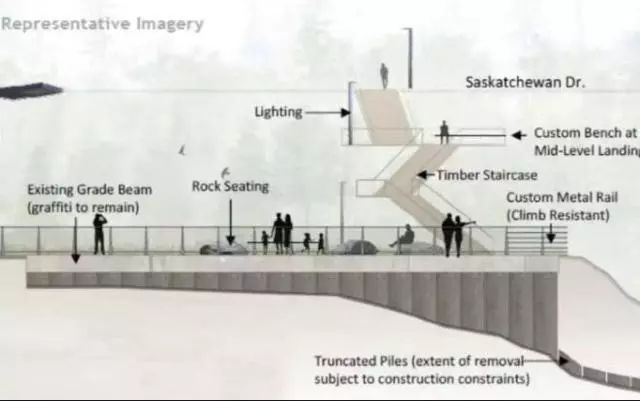 Representative Imagery
Saskatchewan Dr.
Lighting
Custom Bench at
Mid-Level Landing
Timber Staircase
Existing Grade Beam
(graffiti to remain)
Rock Seating
Custom Metal Rail
(Climb Resistant)
Truncated Piles (extent of removal
subject to construction constraints)